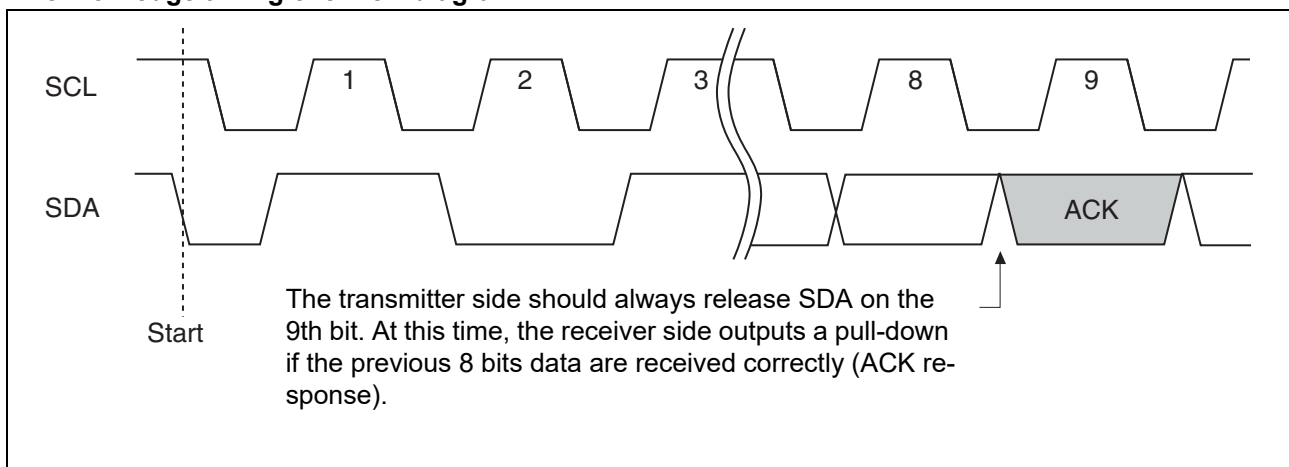 SCL
1
2
3
8
9
SDA
ACK
Start
The transmitter side should always release SDA on the
9th bit. At this time, the receiver side outputs a pull-down
if the previous 8 bits data are received correctly (ACK re-
sponse).